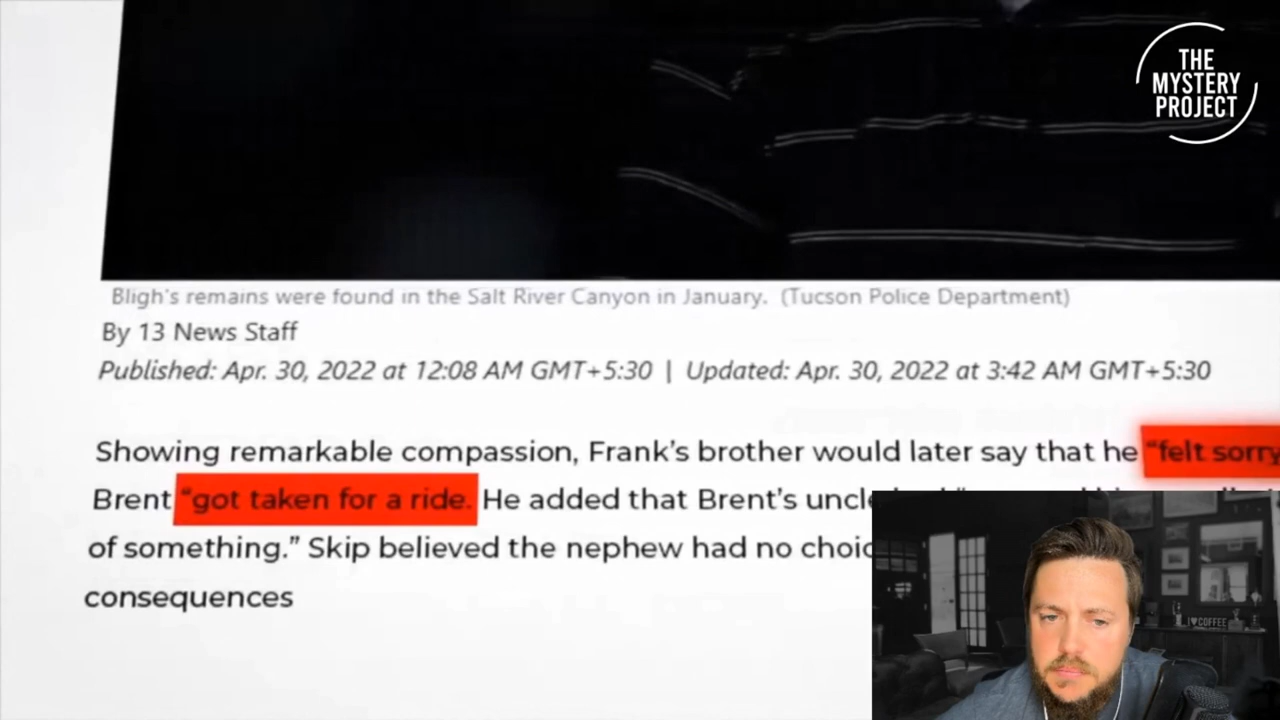 THE
MYSTERY
PROJECT
Bligh's remains were found in the Salt River Canyon in January. (Tucson Police Department)
By 13 News Staff
Published: Apr. 30, 2022 at 12:08 AM GMT+5:30 | Updated: Apr. 30, 2022 at 3:42 AM GMT+5:30
Showing remarkable compassion, Frank's brother would later say that he "felt sorry
Brent "got taken for a ride. He added that Brent's uncle
of something." Skip believed the nephew had no choic
consequences
I ♥ COFFEE